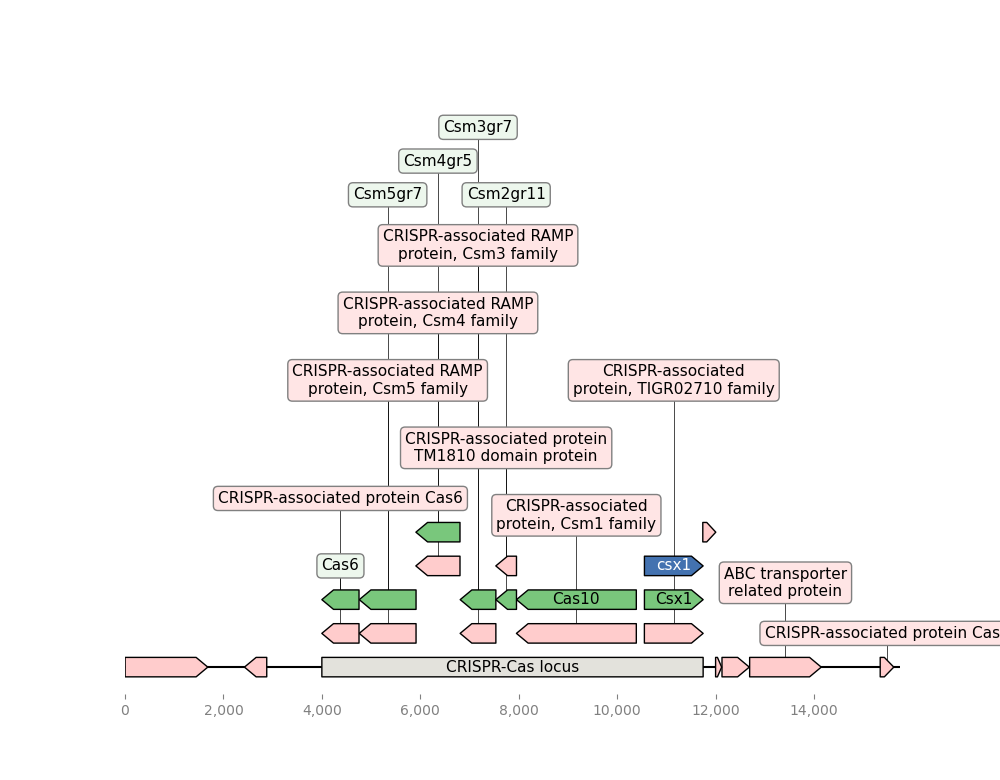 Csm3gr7
Csm4gr5
Csm5gr7
Csm2gr11
CRISPR-associated RAMP
protein, Csm3 family
CRISPR-associated RAMP
protein, Csm4 family
CRISPR-associated RAMP
protein, Csm5 family
CRISPR-associated
protein, TIGR02710 family
CRISPR-associated protein
TM1810 domain protein
CRISPR-associated protein Cas6
CRISPR-associated
protein, Csm1 family
Cas6
csx1
ABC transporter
related protein
Cas10
Csx1
CRISPR-associated protein Cas
CRISPR-Cas locus
0
2,000
4,000
6,000
8,000
10,000
12,000
14,000